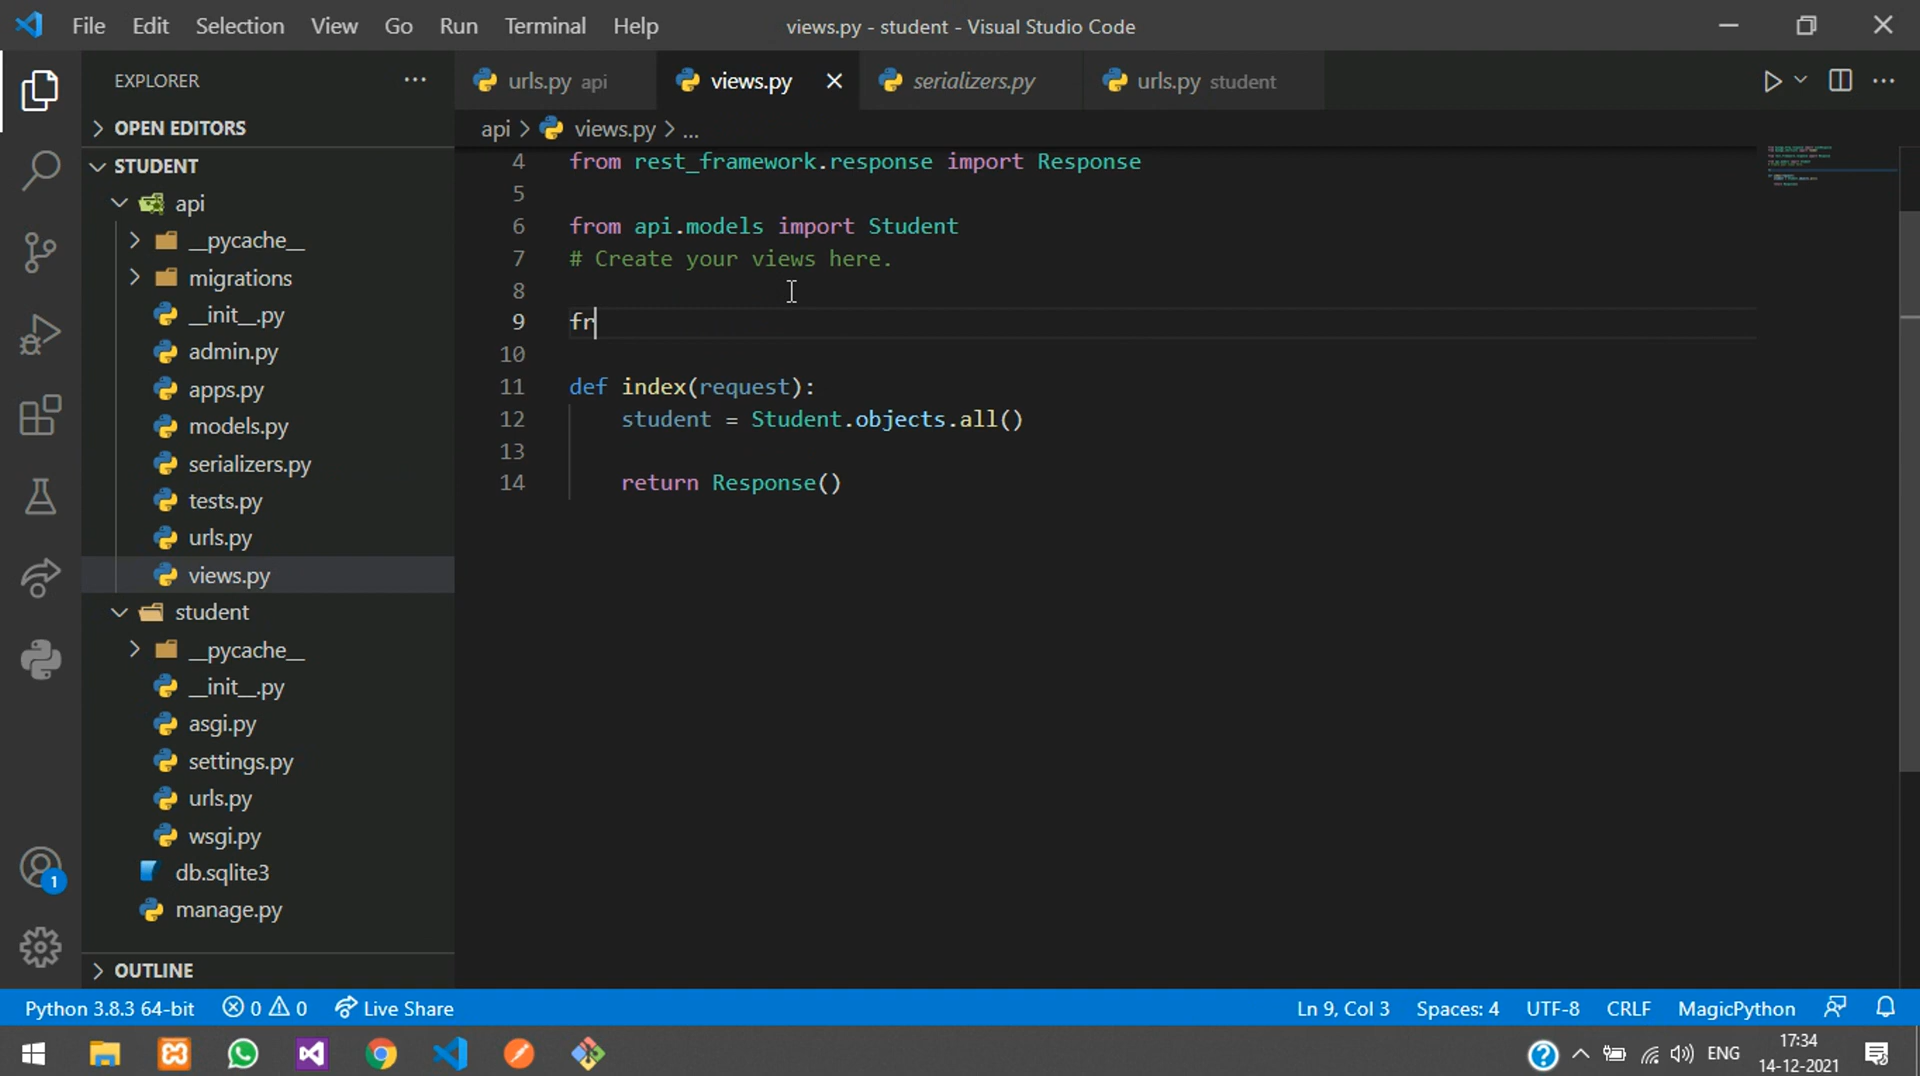 File Edit Selection View Go Run Terminal Help
views.py - student - Visual Studio Code
EXPLORER ...
urls.py api
views.py
serializers.py
urls.py student
OPEN EDITORS
api > views.py > ...
STUDENT
api
__pycache__
migrations
__init__.py
admin.py
apps.py
models.py
serializers.py
tests.py
urls.py
views.py
student
__pycache__
__init__.py
asgi.py
settings.py
urls.py
wsgi.py
db.sqlite3
manage.py
OUTLINE
4 from rest_framework.response import Response
5
6 from api.models import Student
7 # Create your views here.
8
9 fr
10
11 def index(request):
12 student = Student.objects.all()
13
14 return Response()
1
Python 3.8.3 64-bit 0 0 Live Share
Ln 9, Col 3 Spaces: 4 UTF-8 CRLF MagicPython
ENG
17:34
14-12-2021